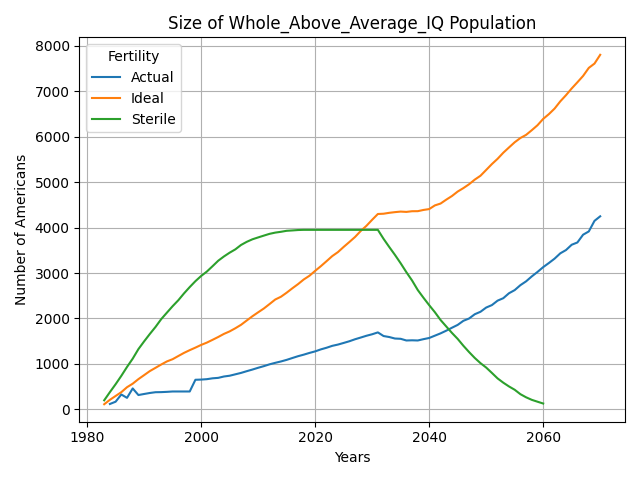 Size of Whole_Above_Average_IQ Population
Fertility
Actual
Ideal
Sterile
Number of Americans
8000
7000
6000
5000
4000
3000
2000
1000
0
1980
2000
2020
2040
2060
Years